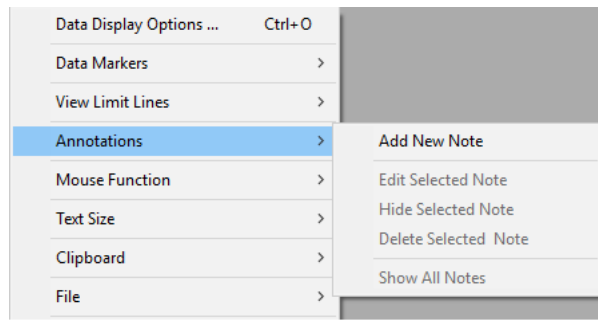 Data Display Options ... Ctrl+O
Data Markers >
View Limit Lines >
Annotations >
Add New Note
Mouse Function >
Edit Selected Note
Text Size >
Hide Selected Note
Delete Selected  Note
Clipboard >
Show All Notes
File >